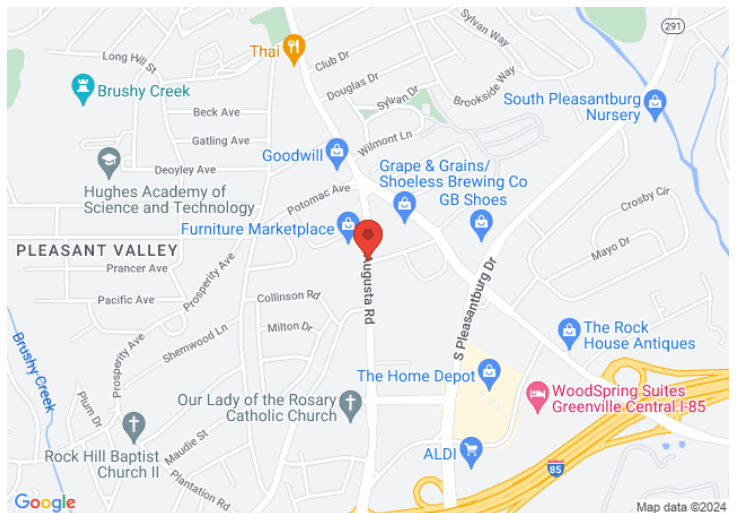 Long Hill St
Thai
Club Dr
Sylvan Way
291
Brushy Creek
Douglas Dr
Sylvan Dr
Brookside Way
South Pleasantburg
Nursery
Beck Ave
Gatling Ave
Wilmont Ln
Goodwill
Deoyley Ave
Grape & Grains/
Shoeless Brewing Co
GB Shoes
Hughes Academy of
Science and Technology
Potomac Ave
Crosby Cir
Furniture Marketplace
Mayo Dr
PLEASANT VALLEY
Prancer Ave
Prosperity Ave
Augusta Rd
S Pleasantburg Dr
Pacific Ave
Collinson Rd
Milton Dr
Sherwood Ln
The Rock
House Antiques
Brushy Creek
Prosperity Ave
The Home Depot
WoodSpring Suites
Greenville Central I-85
Plum Dr
Our Lady of the Rosary
Catholic Church
Rock Hill Baptist
Church II
Maudie St
ALDI
85
Plantation Rd
Google
Map data ©2024